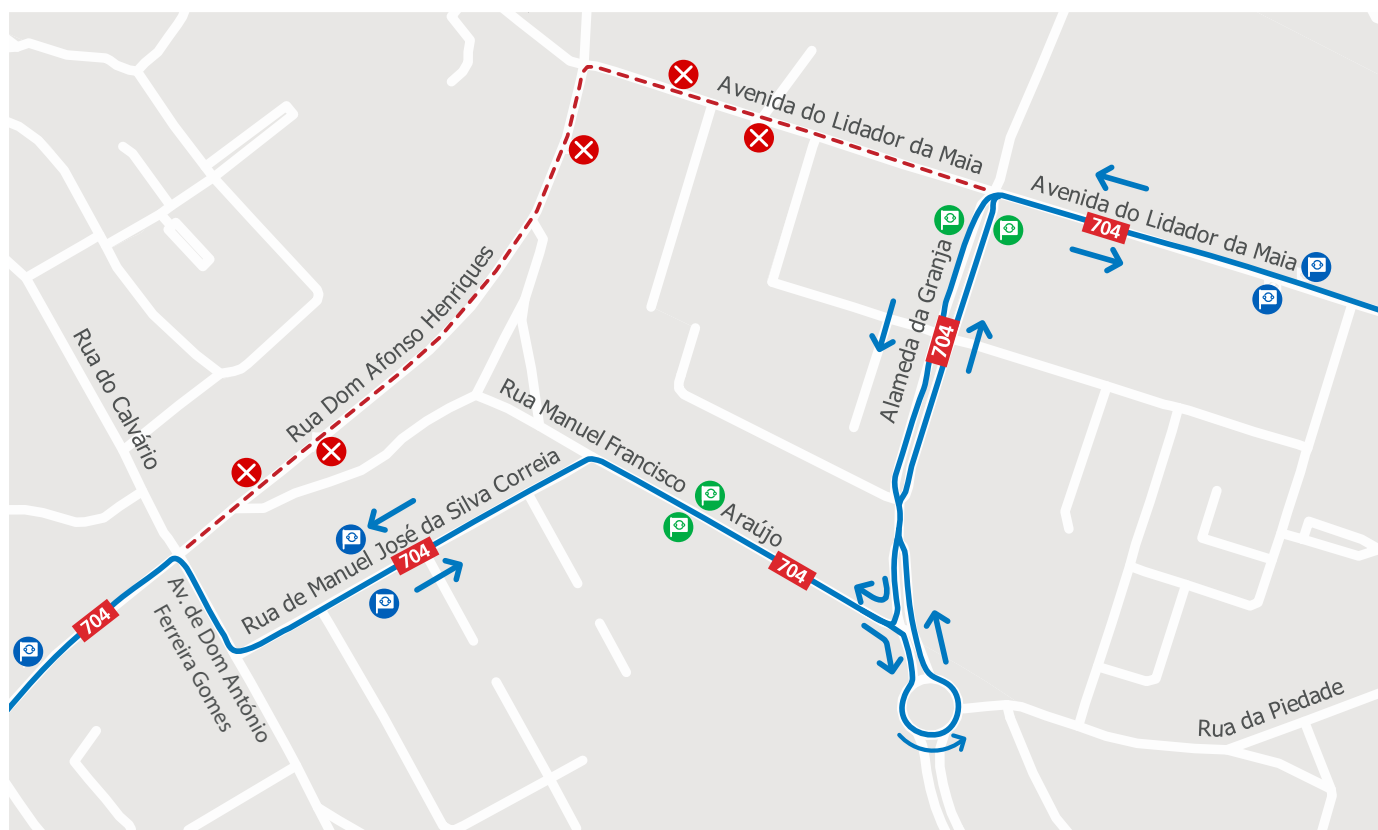 Avenida do Lidador da Maia
Avenida do Lidador da Maia
704
Alameda da Granja
704
Rua Dom Afonso Henriques
Rua do Calvário
Rua Manuel Francisco Araújo
Rua de Manuel José da Silva Correia
704
704
704
Av. de Dom António
Ferreira Gomes
Rua da Piedade